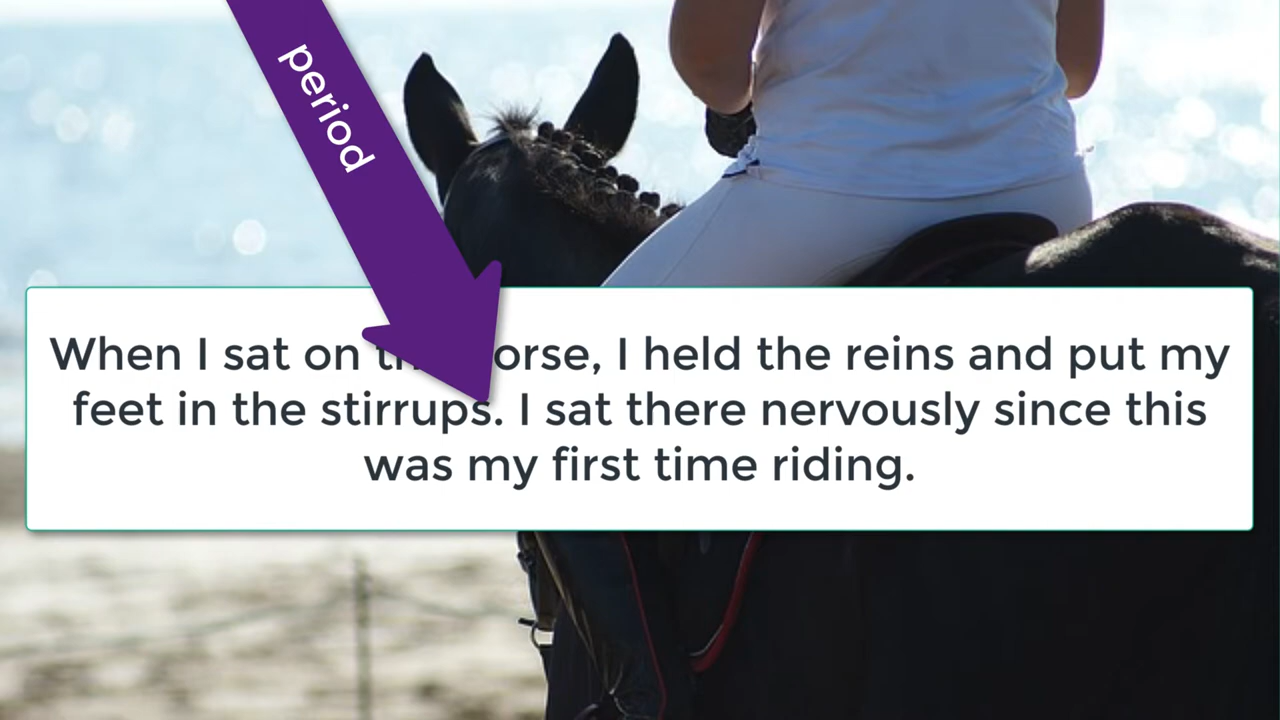 period
When I sat on orse, I held the reins and put my
feet in the stirrups. I sat there nervously since this
was my first time riding.